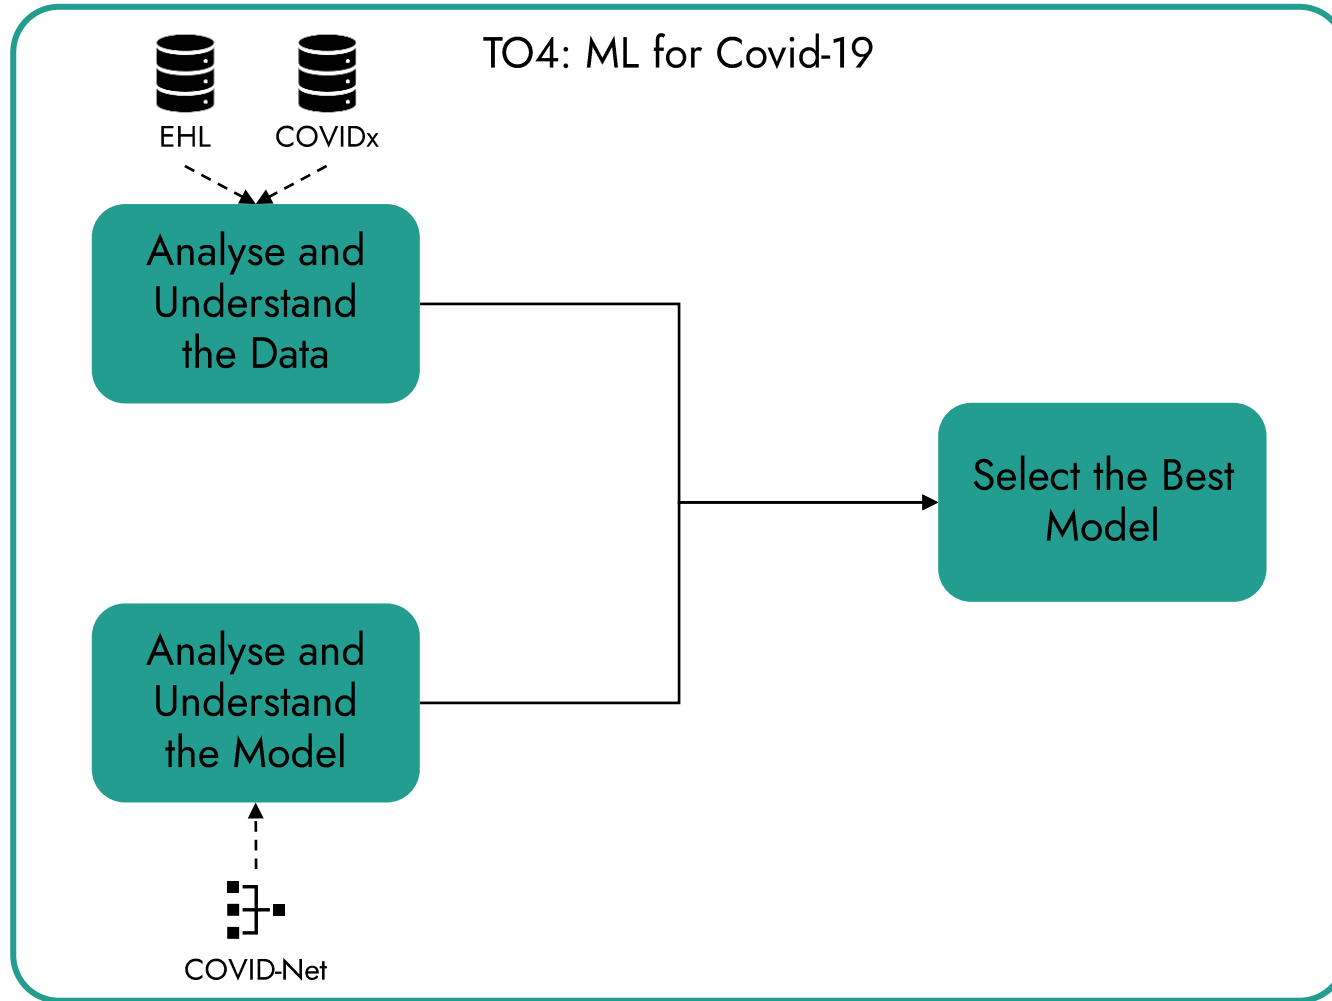 TO4: ML for Covid-19
EHL
COVIDx
Analyse and
Understand
the Data
Select the Best
Model
Analyse and
Understand
the Model
COVID-Net